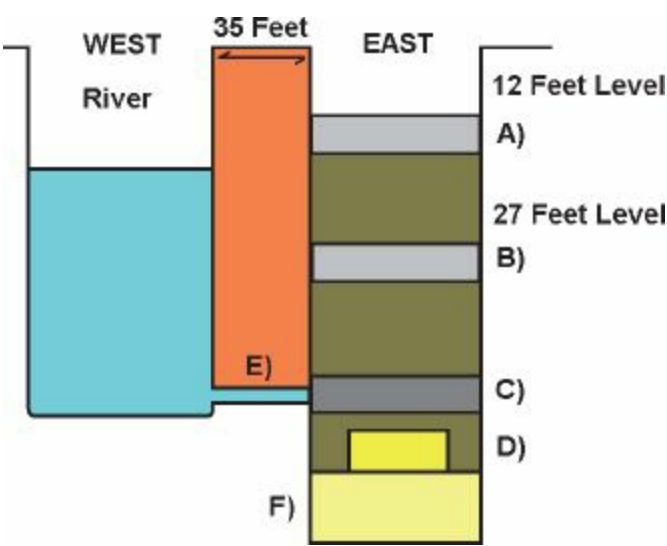 35 Feet
WEST
EAST
River
12 Feet Level
A)
27 Feet Level
B)
E)
C)
D)
F)